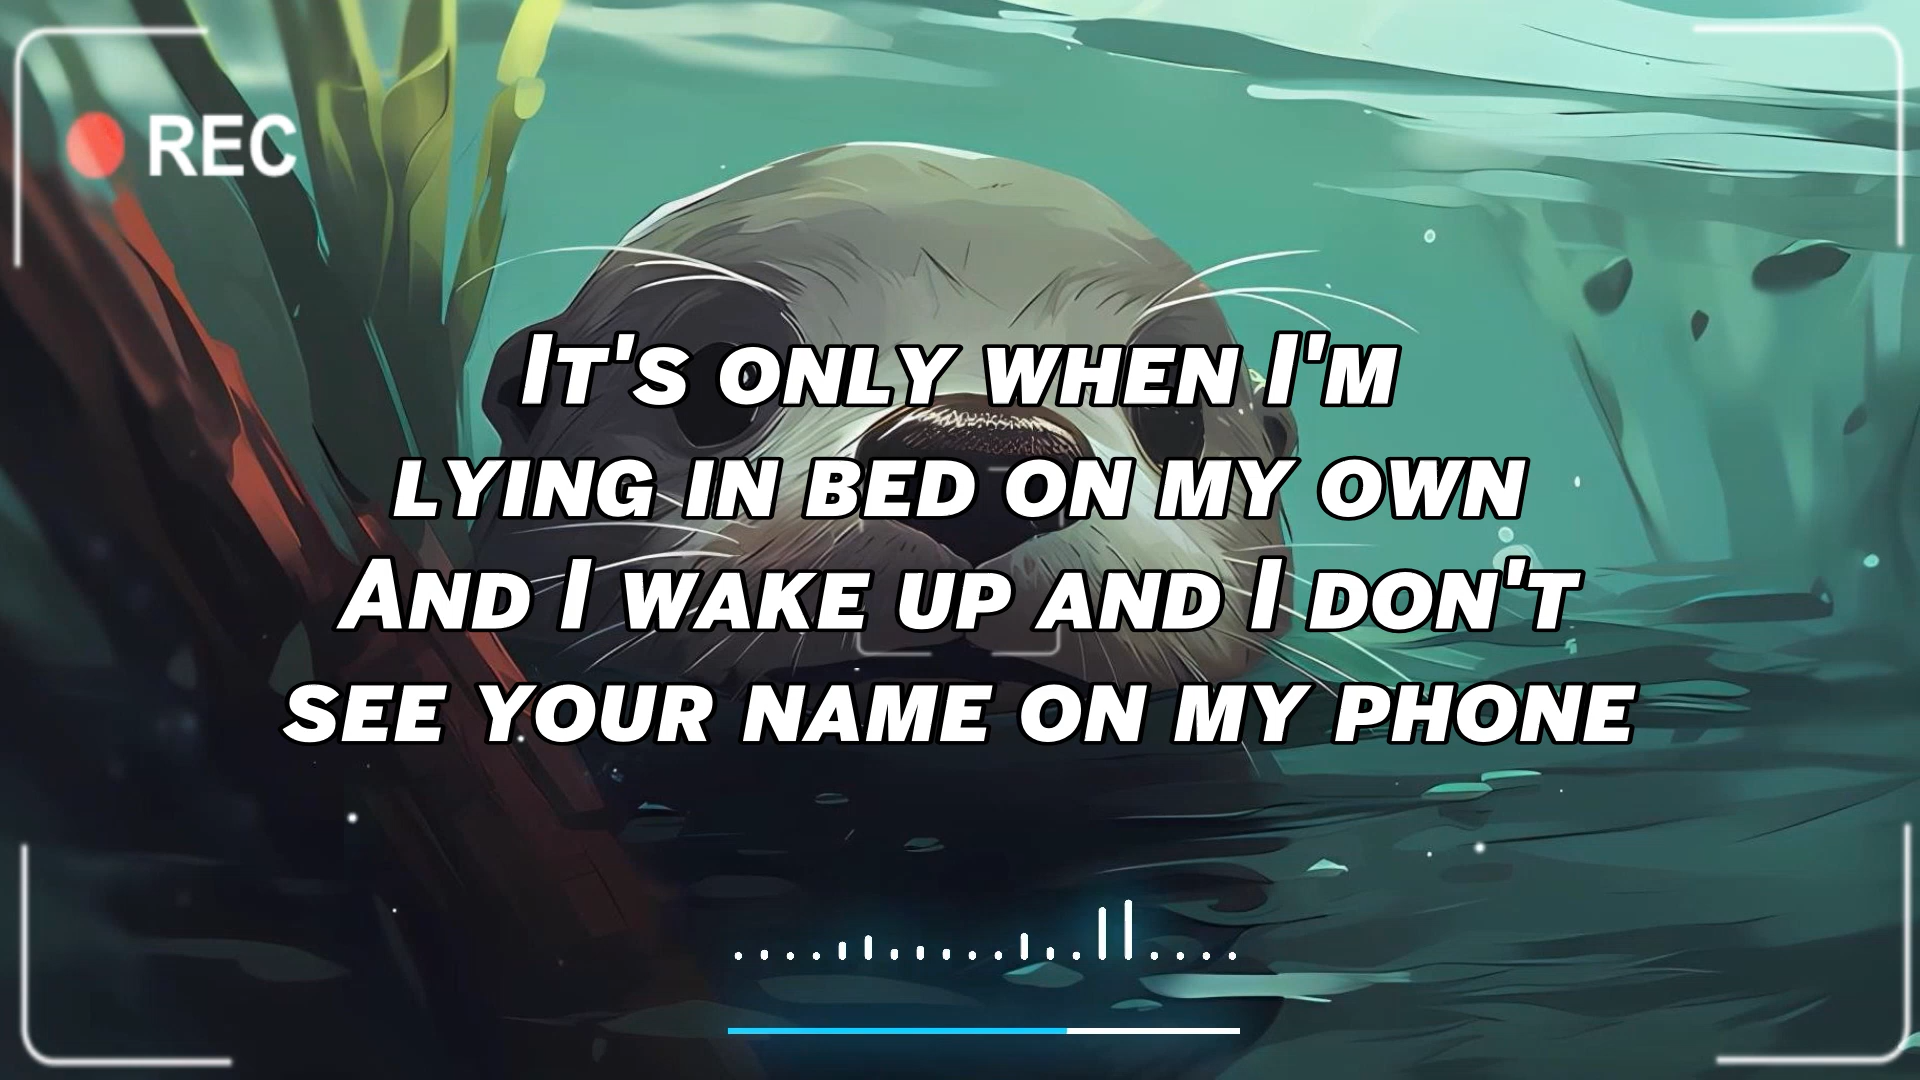 REC
It's only when I'm
lying in bed on my own
And I wake up and I don't
see your name on my phone